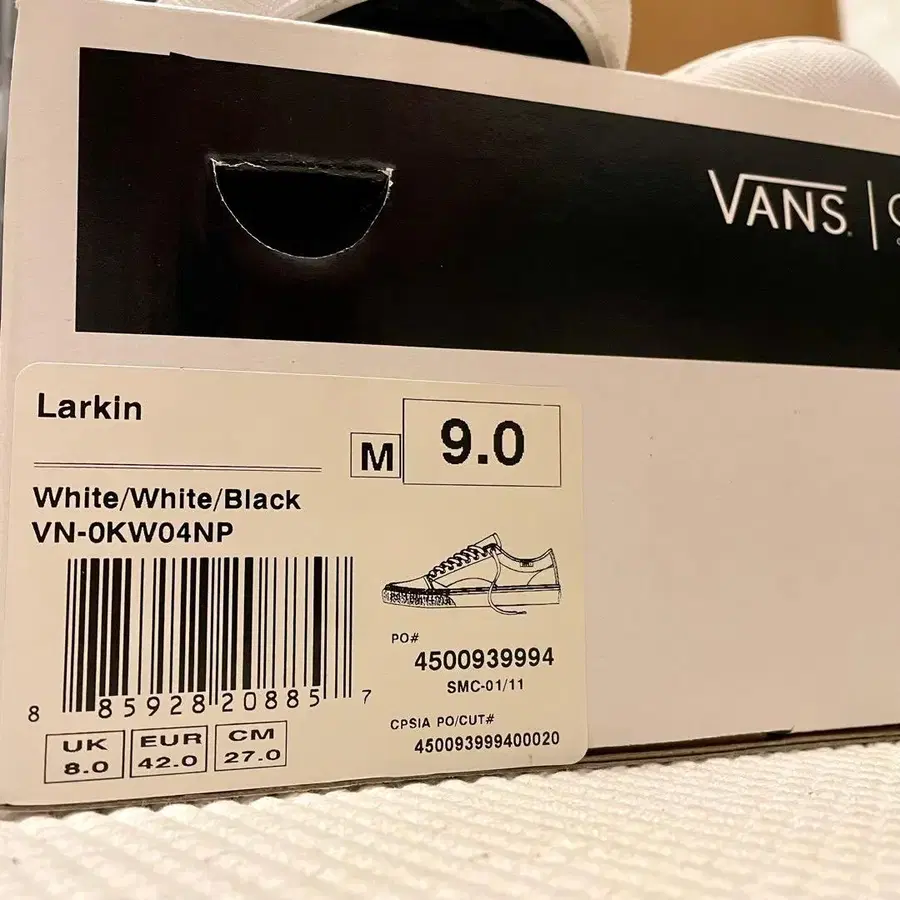 VANS
Larkin
M
9.0
White/White/Black
VN-0KW04NP
8 85928 20885 7
UK
8.0
EUR
42.0
CM
27.0
PO#
4500939994
SMC-01/11
CPSIA PO/CUT#
450093999400020